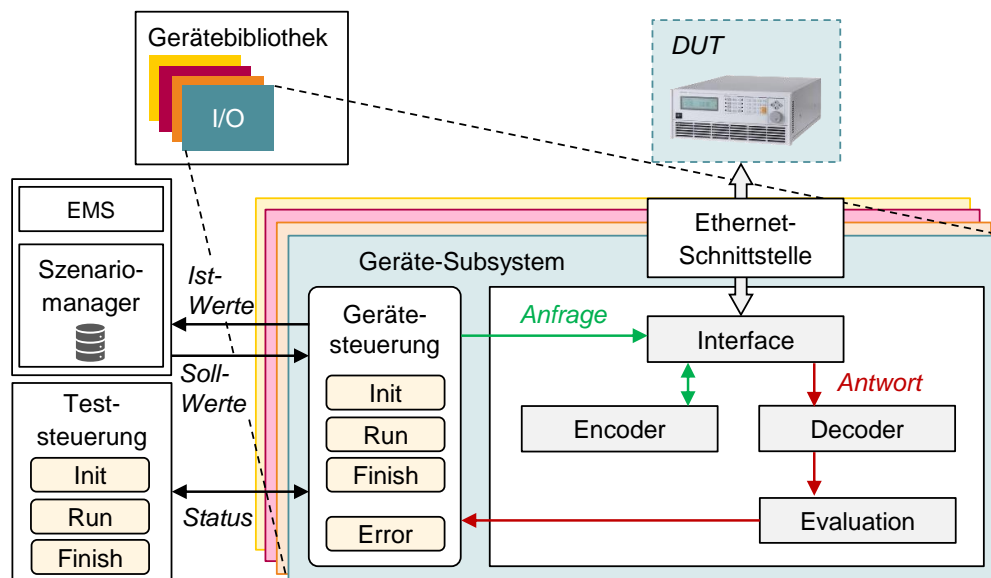 Gerätebibliothek
I/O
DUT
EMS
Szenario-
manager
Ist-
Werte
Soll-
Werte
Test-
steuerung
Init
Run
Finish
Status
Geräte-Subsystem
Geräte-
steuerung
Init
Run
Finish
Error
Ethernet-
Schnittstelle
Anfrage
Interface
Antwort
Encoder
Decoder
Evaluation